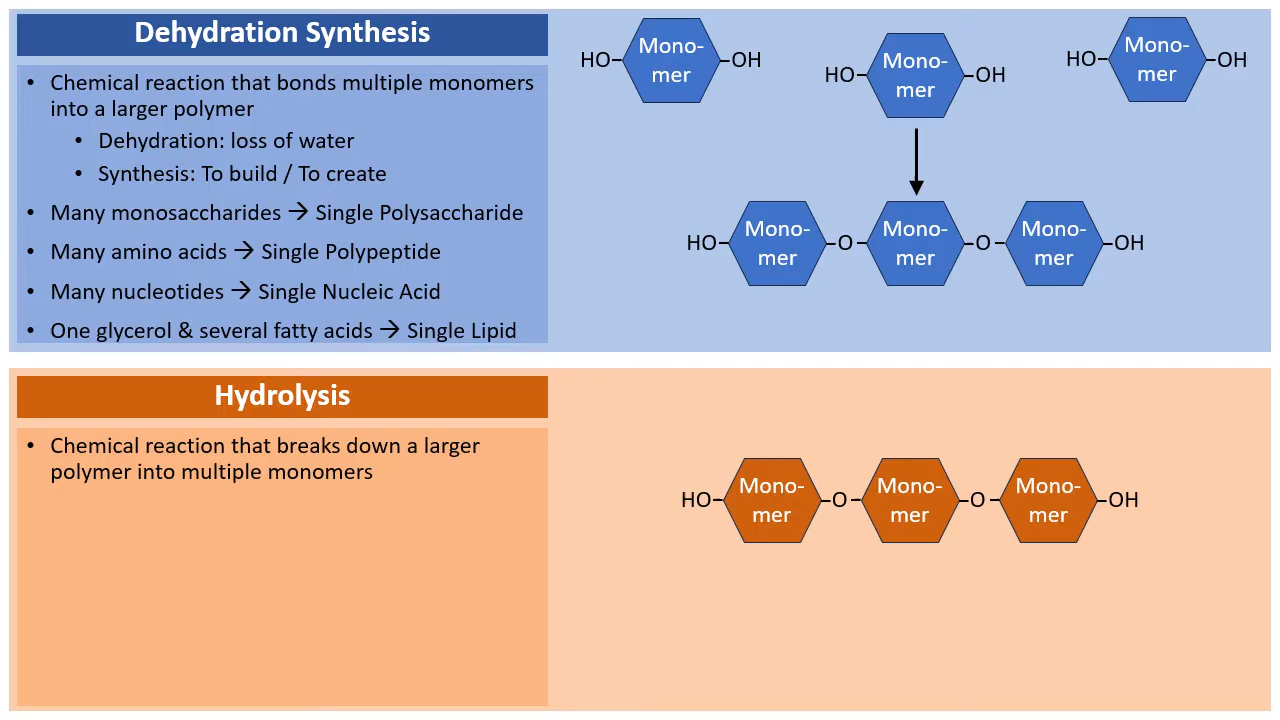 Dehydration Synthesis
• Chemical reaction that bonds multiple monomers
into a larger polymer
• Dehydration: loss of water
• Synthesis: To build / To create
• Many monosaccharides → Single Polysaccharide
• Many amino acids → Single Polypeptide
• Many nucleotides → Single Nucleic Acid
• One glycerol & several fatty acids → Single Lipid
HO Mono- OH
mer
HO Mono- OH
mer
HO Mono- OH
mer
HO Mono- O Mono- O Mono- OH
mer mer mer
Hydrolysis
• Chemical reaction that breaks down a larger
polymer into multiple monomers
HO Mono- O Mono- O Mono- OH
mer mer mer